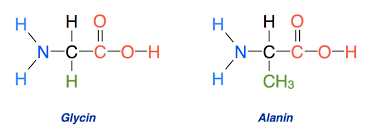 H H O H H O
N C C O H N C C O H
H H H CH3
Glycin Alanin